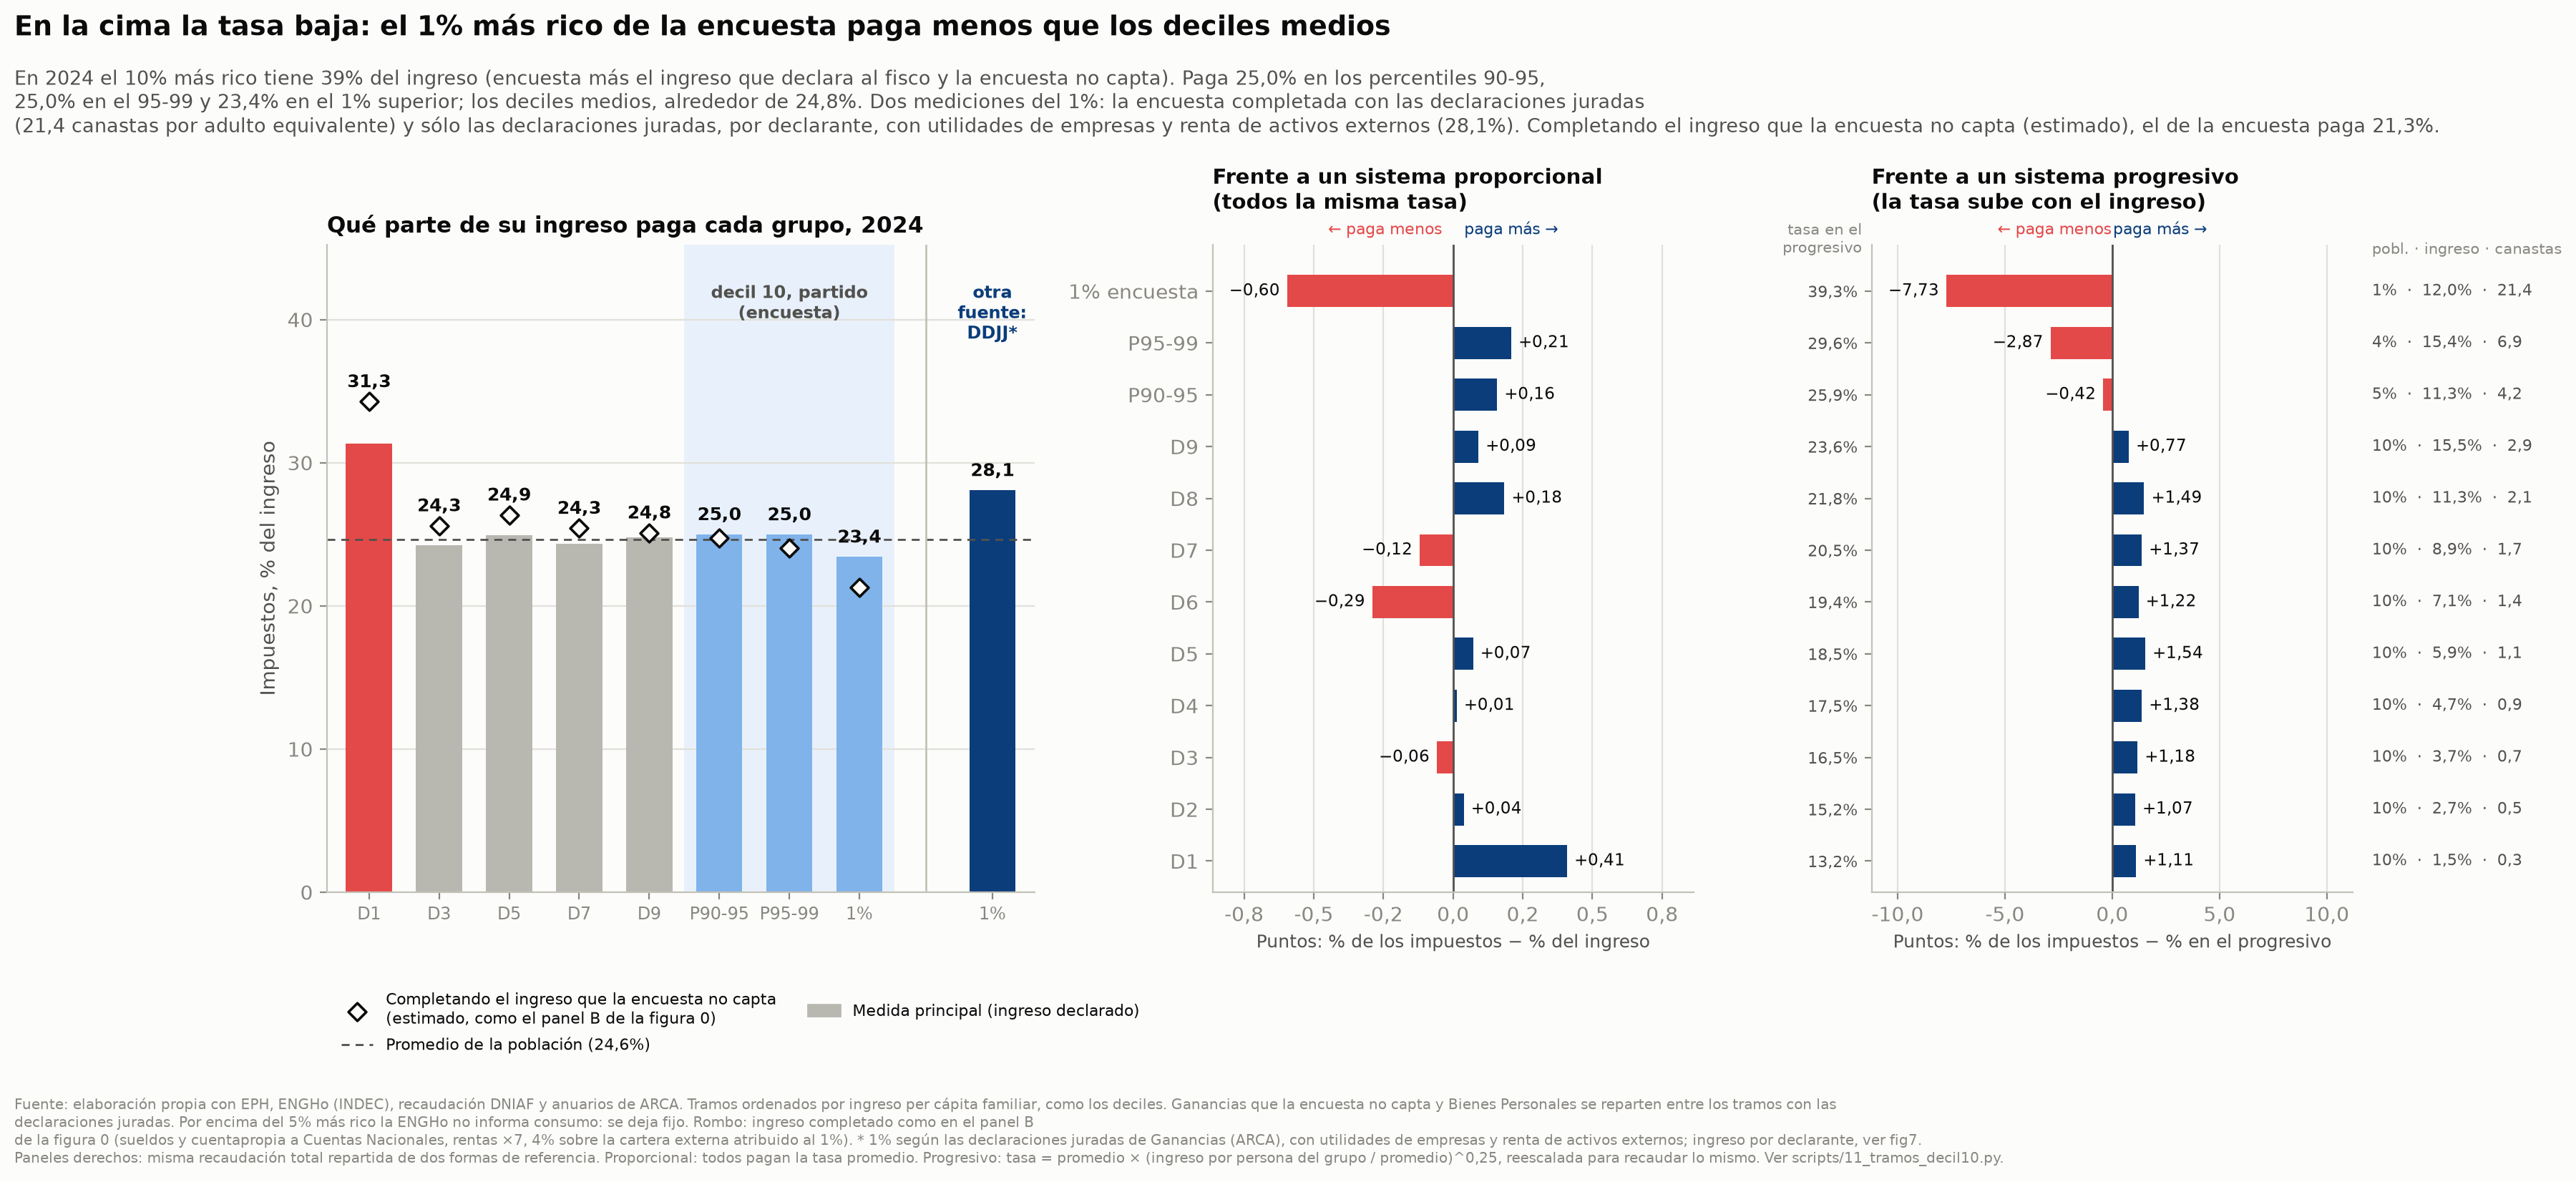 En la cima la tasa baja: el 1% más rico de la encuesta paga menos que los deciles medios
En 2024 el 10% más rico tiene 39% del ingreso (encuesta más el ingreso que declara al fisco y la encuesta no capta). Paga 25,0% en los percentiles 90-95,
25,0% en el 95-99 y 23,4% en el 1% superior; los deciles medios, alrededor de 24,8%. Dos mediciones del 1%: la encuesta completada con las declaraciones juradas
(21,4 canastas por adulto equivalente) y sólo las declaraciones juradas, por declarante, con utilidades de empresas y renta de activos externos (28,1%). Completando el ingreso que la encuesta no capta (estimado), el de la encuesta paga 21,3%.
Qué parte de su ingreso paga cada grupo, 2024
decil 10, partido
(encuesta)
otra
fuente:
DDJJ*
Impuestos, % del ingreso
40
30
20
10
0
31,3
24,3
24,9
24,3
24,8
25,0
25,0
23,4
28,1
D1
D3
D5
D7
D9
P90-95
P95-99
1%
1%
Completando el ingreso que la encuesta no capta
(estimado, como el panel B de la figura 0)
Promedio de la población (24,6%)
Medida principal (ingreso declarado)
Frente a un sistema proporcional
(todos la misma tasa)
← paga menos
paga más →
1% encuesta
−0,60
P95-99
+0,21
P90-95
+0,16
D9
+0,09
D8
+0,18
D7
−0,12
D6
−0,29
D5
+0,07
D4
+0,01
D3
−0,06
D2
+0,04
D1
+0,41
-0,8
-0,5
-0,2
0,0
0,2
0,5
0,8
Puntos: % de los impuestos − % del ingreso
Frente a un sistema progresivo
(la tasa sube con el ingreso)
← paga menos
paga más →
tasa en el
progresivo
pobl. · ingreso · canastas
39,3%
−7,73
1% · 12,0% · 21,4
29,6%
−2,87
4% · 15,4% · 6,9
25,9%
−0,42
5% · 11,3% · 4,2
23,6%
+0,77
10% · 15,5% · 2,9
21,8%
+1,49
10% · 11,3% · 2,1
20,5%
+1,37
10% · 8,9% · 1,7
19,4%
+1,22
10% · 7,1% · 1,4
18,5%
+1,54
10% · 5,9% · 1,1
17,5%
+1,38
10% · 4,7% · 0,9
16,5%
+1,18
10% · 3,7% · 0,7
15,2%
+1,07
10% · 2,7% · 0,5
13,2%
+1,11
10% · 1,5% · 0,3
-10,0
-5,0
0,0
5,0
10,0
Puntos: % de los impuestos − % en el progresivo
Fuente: elaboración propia con EPH, ENGHo (INDEC), recaudación DNIAF y anuarios de ARCA. Tramos ordenados por ingreso per cápita familiar, como los deciles. Ganancias que la encuesta no capta y Bienes Personales se reparten entre los tramos con las
declaraciones juradas. Por encima del 5% más rico la ENGHo no informa consumo: se deja fijo. Rombo: ingreso completado como en el panel B
de la figura 0 (sueldos y cuentapropia a Cuentas Nacionales, rentas ×7, 4% sobre la cartera externa atribuido al 1%). * 1% según las declaraciones juradas de Ganancias (ARCA), con utilidades de empresas y renta de activos externos; ingreso por declarante, ver fig7.
Paneles derechos: misma recaudación total repartida de dos formas de referencia. Proporcional: todos pagan la tasa promedio. Progresivo: tasa = promedio × (ingreso por persona del grupo / promedio)^0,25, reescalada para recaudar lo mismo. Ver scripts/11_tramos_decil10.py.